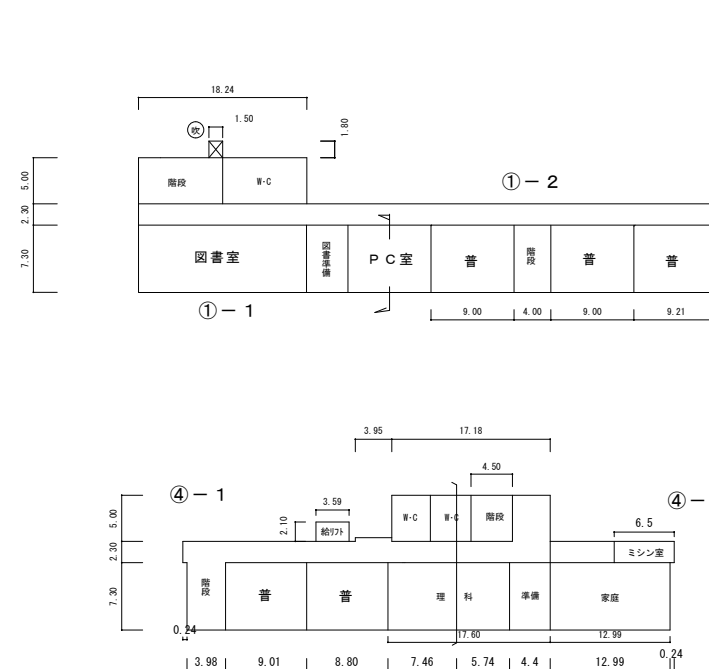 18.24
吹
1.50
1.80
5.00
階段
W-C
①－2
2.30
7.30
図書室
図書準備
ＰＣ室
普
階段
普
普
①－1
9.00
4.00
9.00
9.21
3.95
17.18
4.50
④－1
④－
3.59
5.00
2.10
給リフト
W-C
W-C
階段
6.5
2.30
ミシン室
7.30
階段
普
普
理　科
準備
家庭
0.24
17.60
12.99
0.24
3.98
9.01
8.80
7.46
5.74
4.4
12.99